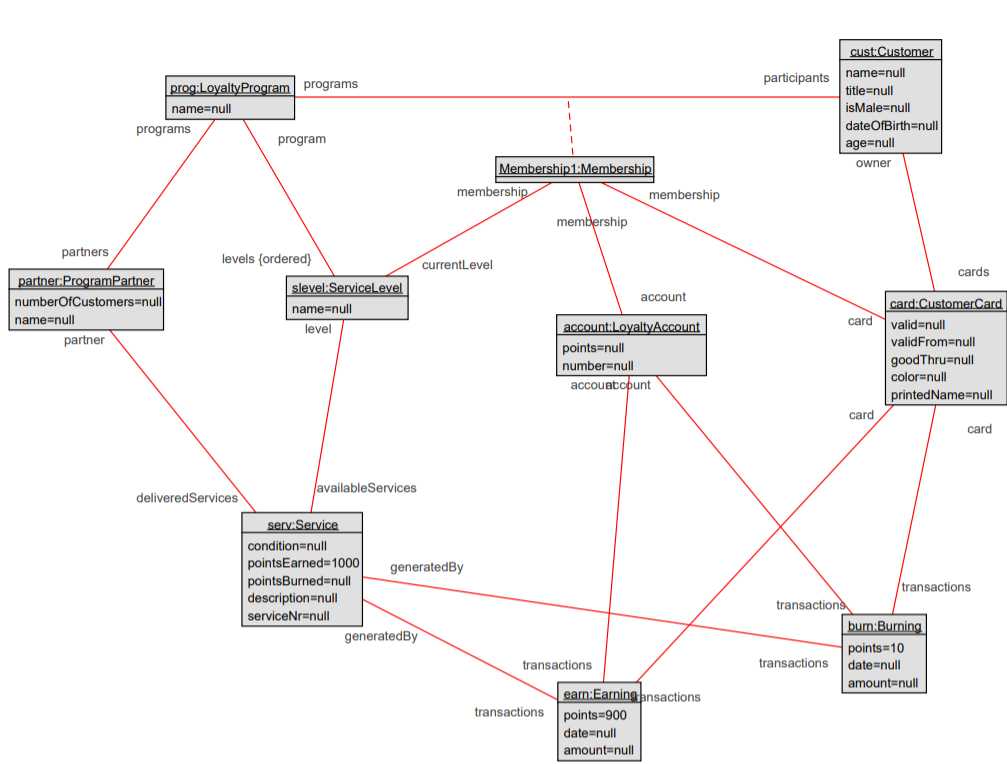 cust:Customer
name=null
title=null
isMale=null
dateOfBirth=null
age=null
owner
participants
programs
prog:LoyaltyProgram
name=null
programs
program
Membership1:Membership
membership
membership
membership
partners
levels {ordered}
currentLevel
cards
partner:ProgramPartner
numberOfCustomers=null
name=null
partner
slevel:ServiceLevel
name=null
level
account
card
card:CustomerCard
valid=null
validFrom=null
goodThru=null
color=null
printedName=null
account:LoyaltyAccount
points=null
number=null
account
account
card
card
deliveredServices
availableServices
serv:Service
condition=null
pointsEarned=1000
pointsBurned=null
description=null
serviceNr=null
generatedBy
generatedBy
transactions
transactions
burn:Burning
points=10
date=null
amount=null
transactions
transactions
transactions
transactions
earn:Earning
points=900
date=null
amount=null